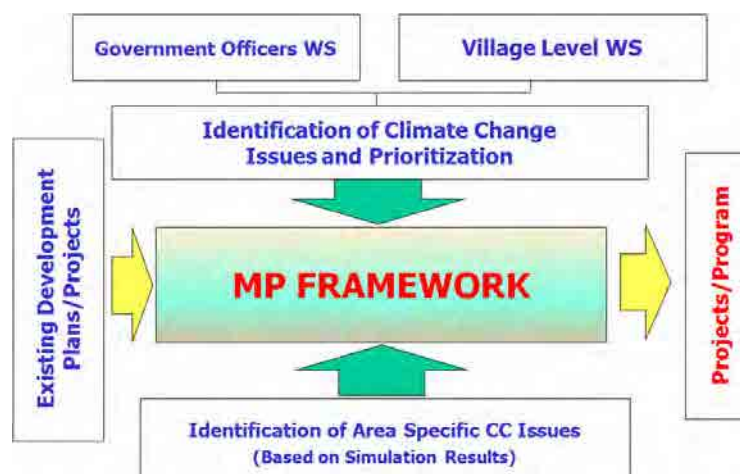 Government Officers WS
Village Level WS
Identification of Climate Change
Issues and Prioritization
Existing Development
Plans/Projects
MP FRAMEWORK
Projects/Program
Identification of Area Specific CC Issues
(Based on Simulation Results)